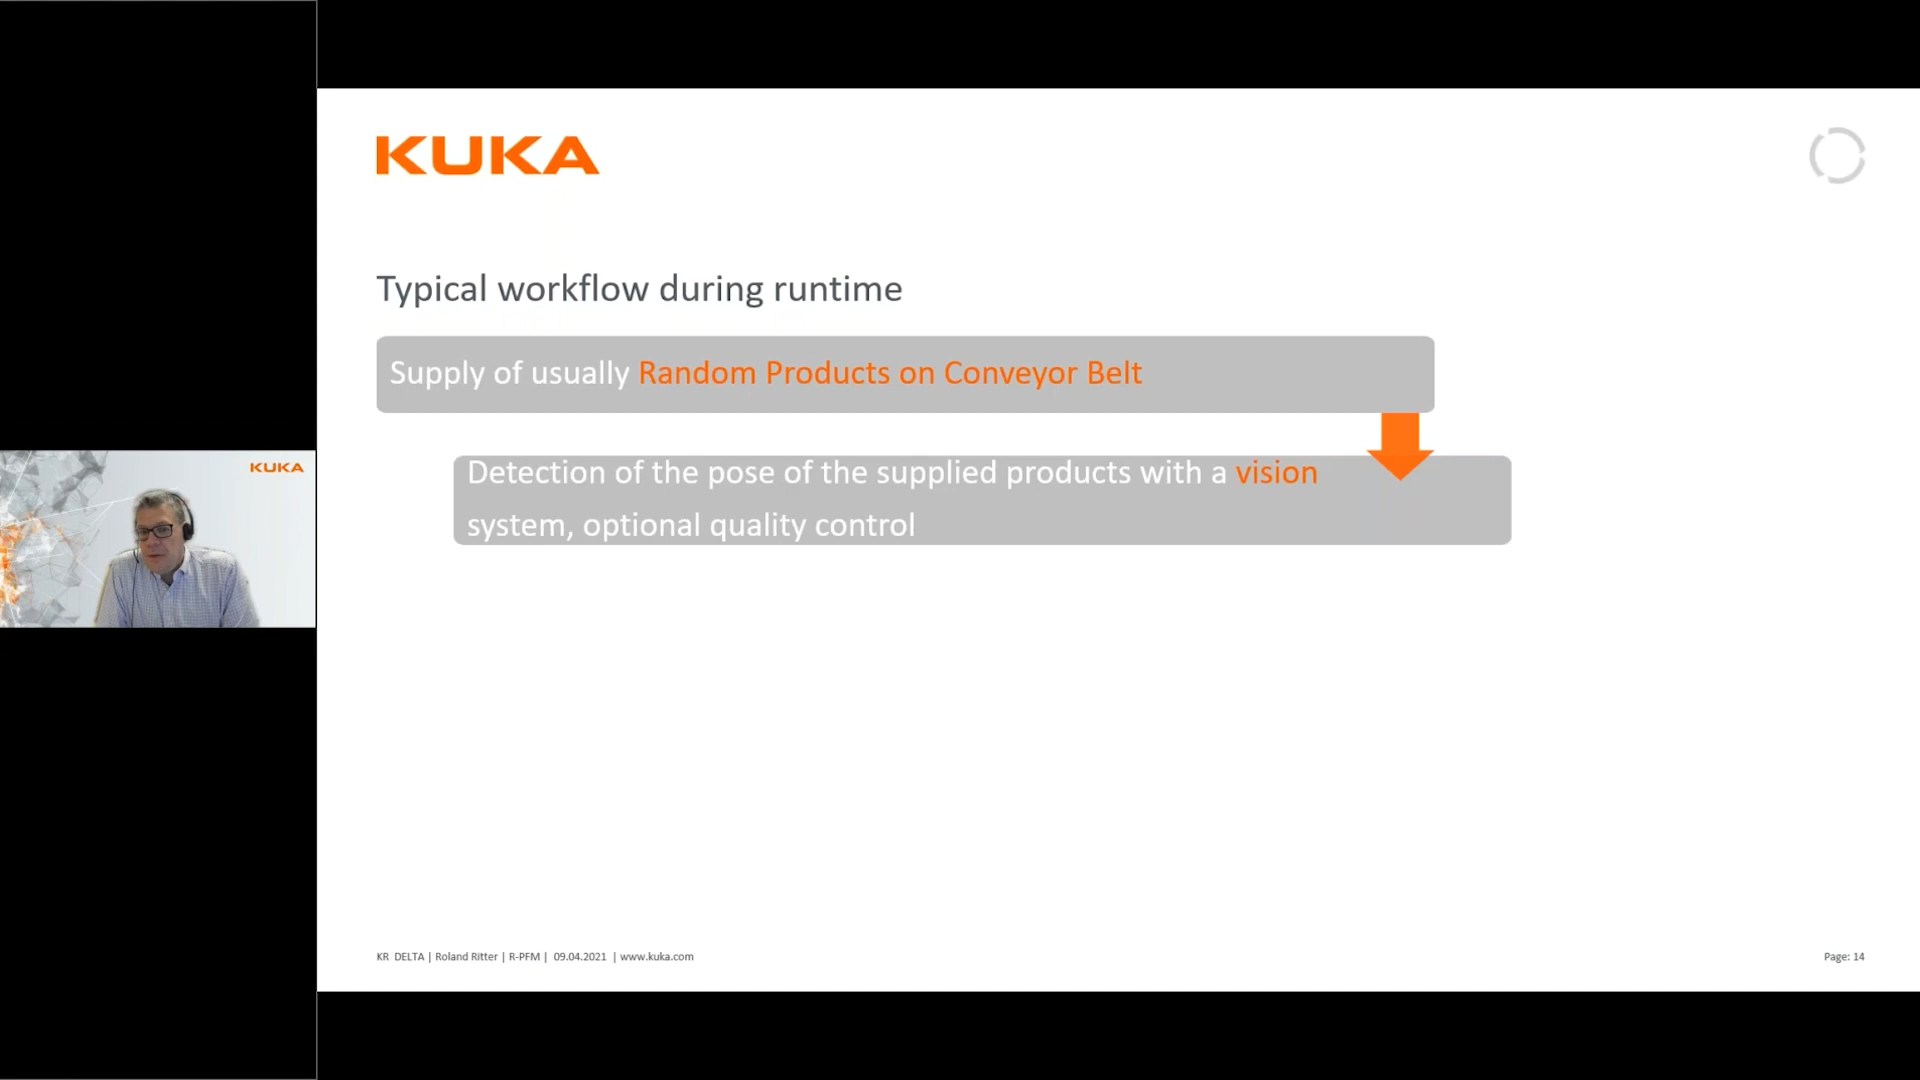 KUKA
Typical workflow during runtime
Supply of usually Random Products on Conveyor Belt
Detection of the pose of the supplied products with a vision
system, optional quality control
KUKA
KR DELTA | Roland Ritter | R-PFM | 09.04.2021 | www.kuka.com
Page: 14